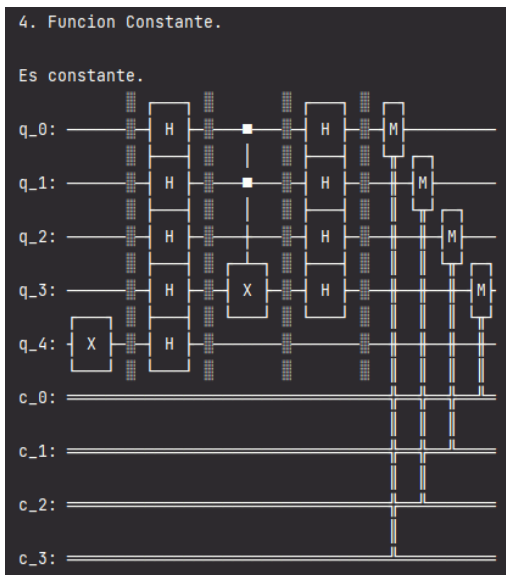 4. Funcion Constante.
Es constante.
q_0: H H M
q_1: H H M
q_2: H H M
q_3: H X H M
q_4: X H
c_0:
c_1:
c_2:
c_3: